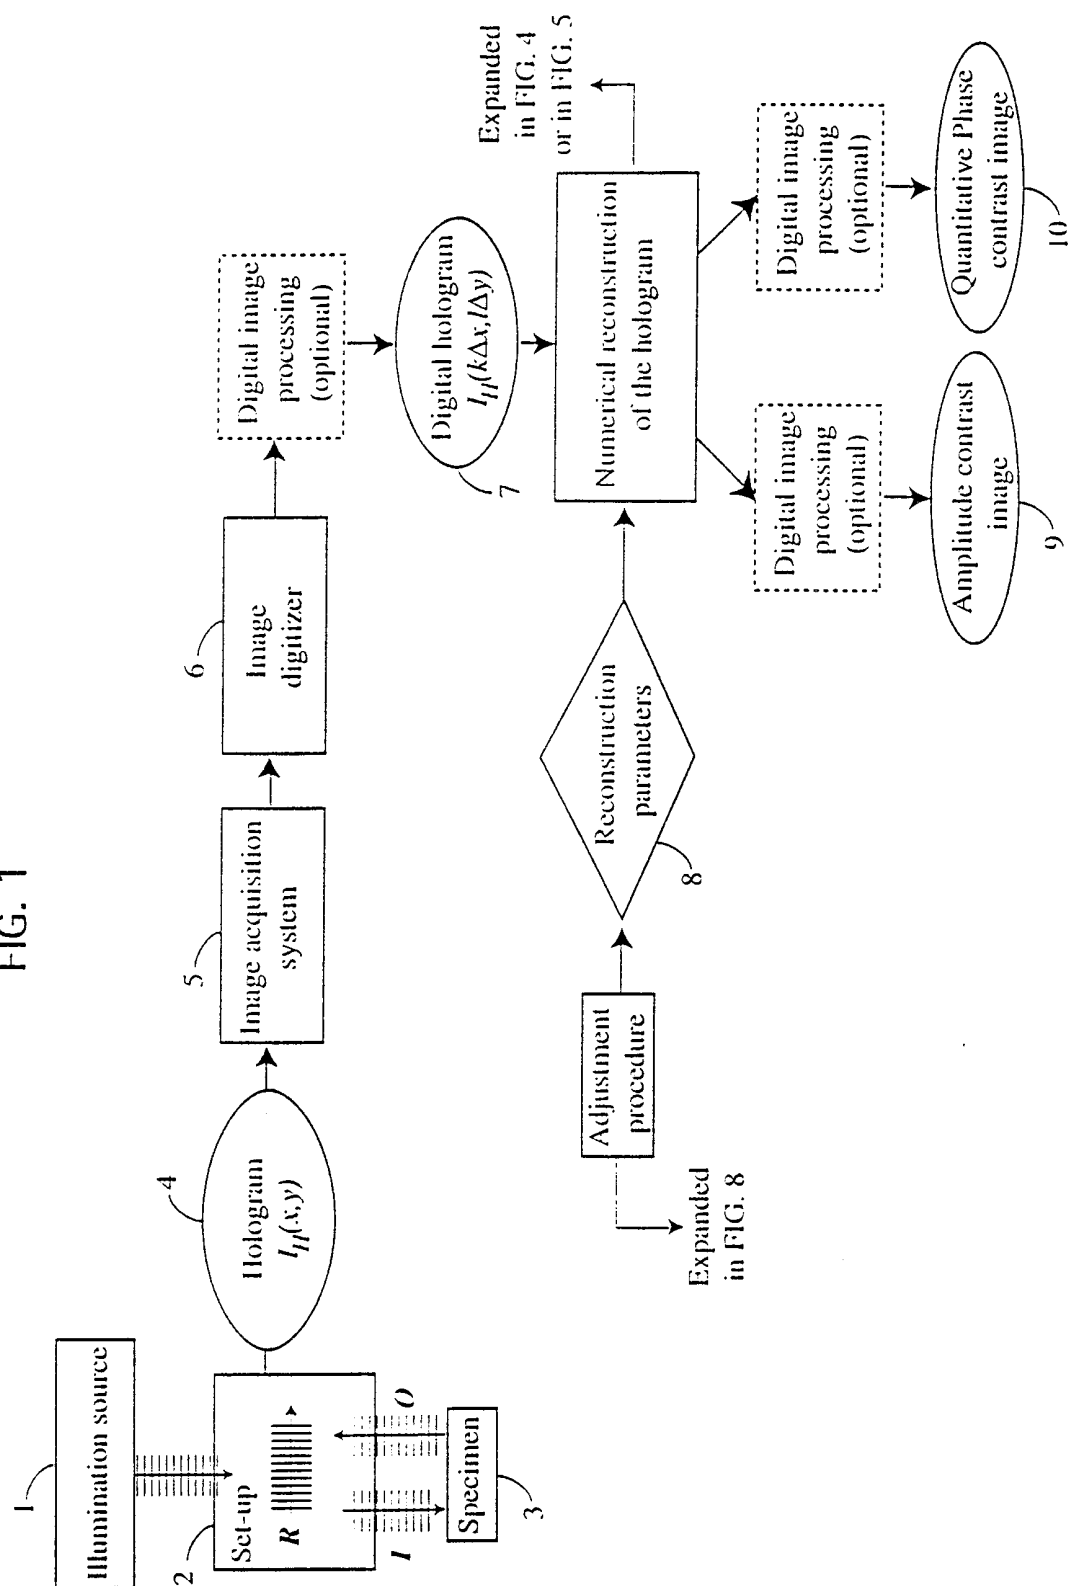 FIG. 1
1
Illumination source
2
Set-up
R
I
O
Specimen
3
4
Hologram
I_H(x,y)
5
Image acquisition
system
6
Image
digitizer
Digital image
processing
(optional)
Digital hologram
I_H(kΔx,lΔy)
7
Expanded
in FIG. 8
Adjustment
procedure
Reconstruction
parameters
8
Numerical reconstruction
of the hologram
Expanded
in FIG. 4
or in FIG. 5
Digital image
processing
(optional)
Amplitude contrast
image
9
Digital image
processing
(optional)
Quantitative Phase
contrast image
10